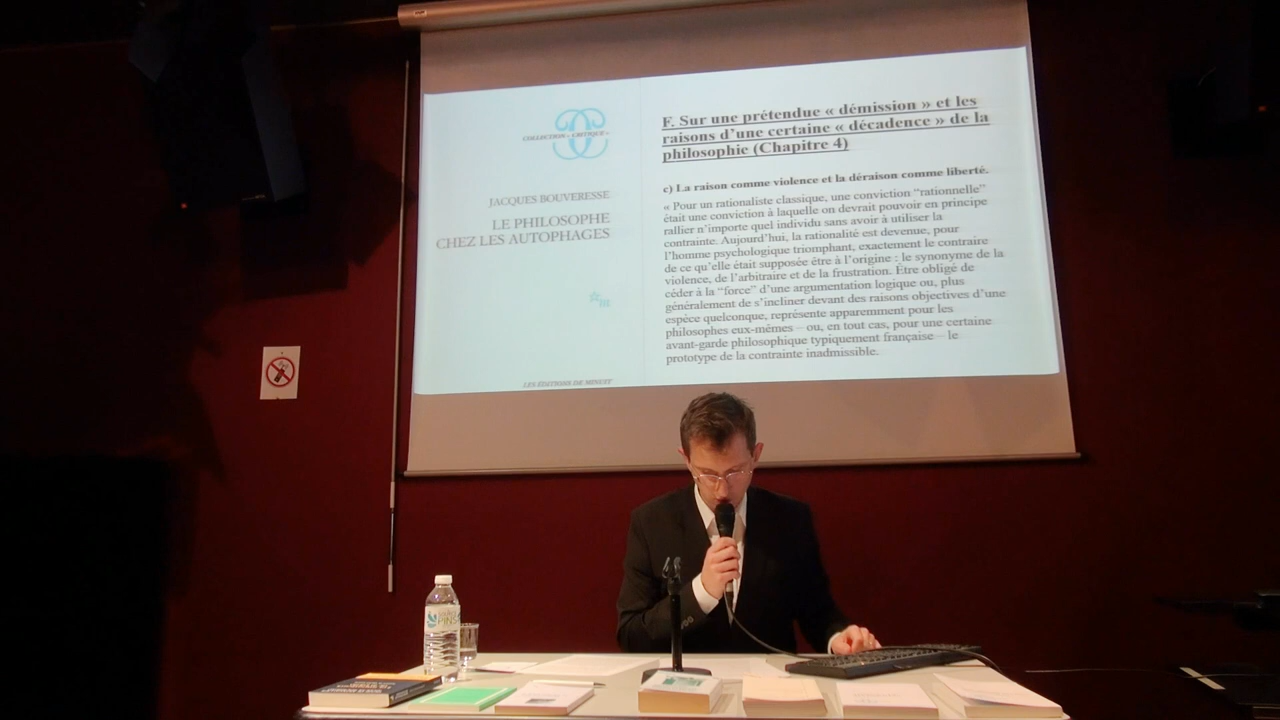 COLLECTION « CRITIQUE »
JACQUES BOUVERESSE
LE PHILOSOPHE
CHEZ LES AUTOPHAGES
LES ÉDITIONS DE MINUIT
F. Sur une prétendue « démission » et les
raisons d’une certaine « décadence » de la
philosophie (Chapitre 4)
c) La raison comme violence et la déraison comme liberté.
« Pour un rationaliste classique, une conviction “rationnelle”
était une conviction à laquelle on devrait pouvoir en principe
rallier n’importe quel individu sans avoir à utiliser la
contrainte. Aujourd’hui, la rationalité est devenue, pour
l’homme psychologique triomphant, exactement le contraire
de ce qu’elle était supposée être à l’origine : le synonyme de la
violence, de l’arbitraire et de la frustration. Être obligé de
céder à la “force” d’une argumentation logique ou, plus
généralement de s’incliner devant des raisons objectives d’une
espèce quelconque, représente apparemment pour les
philosophes eux-mêmes – ou, en tout cas, pour une certaine
avant-garde philosophique typiquement française – le
prototype de la contrainte inadmissible.